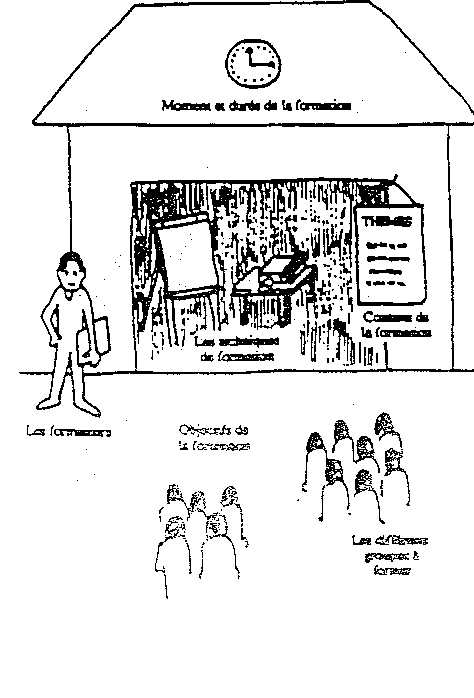 Moment et durée de la formation
THEMES
Contenu de
la formation
Les techniques
de formation
Les formateurs
Objectifs de
la formation
Les différents
groupes à
former